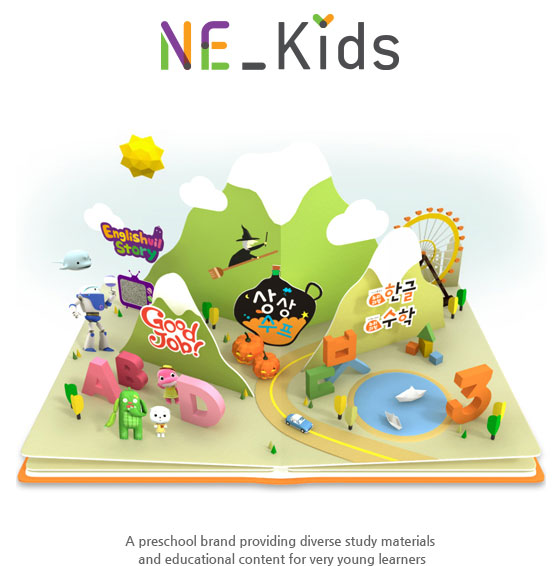 NE_Kids
Englishvil
Story
GOOD
JOB!
상상
수프
한글
수학
A B D
ㅂ
ㄹ
3
A preschool brand providing diverse study materials
and educational content for very young learners